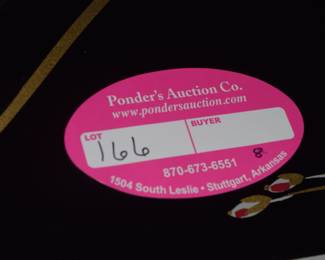 Ponder's Auction Co.
www.pondersauction.com
LOT BUYER
166
870-673-6551 8
1504 South Leslie • Stuttgart, Arkansas